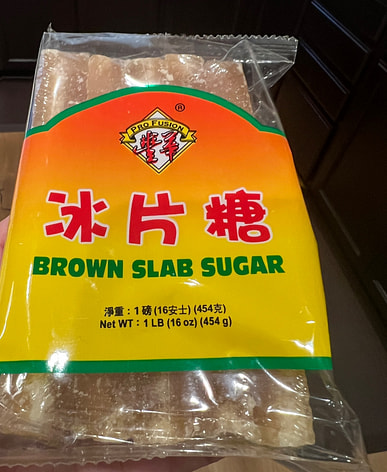 ®
PRO FUSION
豐華
冰片糖
BROWN SLAB SUGAR
淨重：1 磅 (16安士) (454克)
Net WT : 1 LB (16 oz) (454 g)